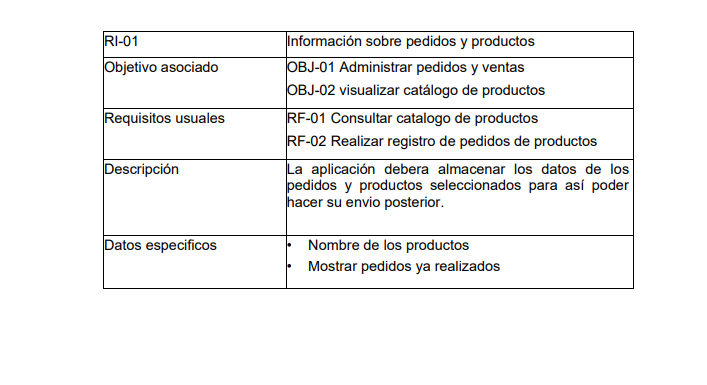 RI-01 Información sobre pedidos y productos
Objetivo asociado OBJ-01 Administrar pedidos y ventas
OBJ-02 visualizar catálogo de productos
Requisitos usuales RF-01 Consultar catalogo de productos
RF-02 Realizar registro de pedidos de productos
Descripción La aplicación debera almacenar los datos de los
pedidos y productos seleccionados para así poder
hacer su envio posterior.
Datos especificos • Nombre de los productos
• Mostrar pedidos ya realizados